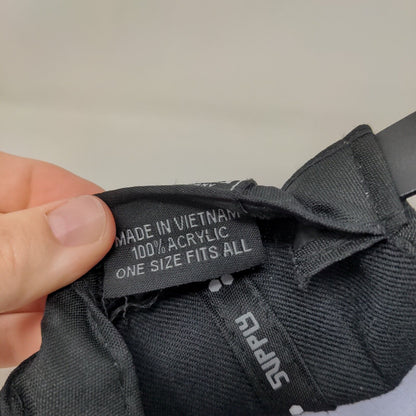 MADE IN VIETNAM
100% ACRYLIC
ONE SIZE FITS ALL
SUPPLY